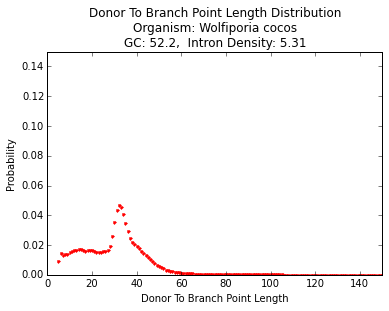 Donor To Branch Point Length Distribution
Organism: Wolfiporia cocos
GC: 52.2,  Intron Density: 5.31
0.14
0.12
0.10
0.08
0.06
0.04
0.02
0.00
Probability
0 20 40 60 80 100 120 140
Donor To Branch Point Length